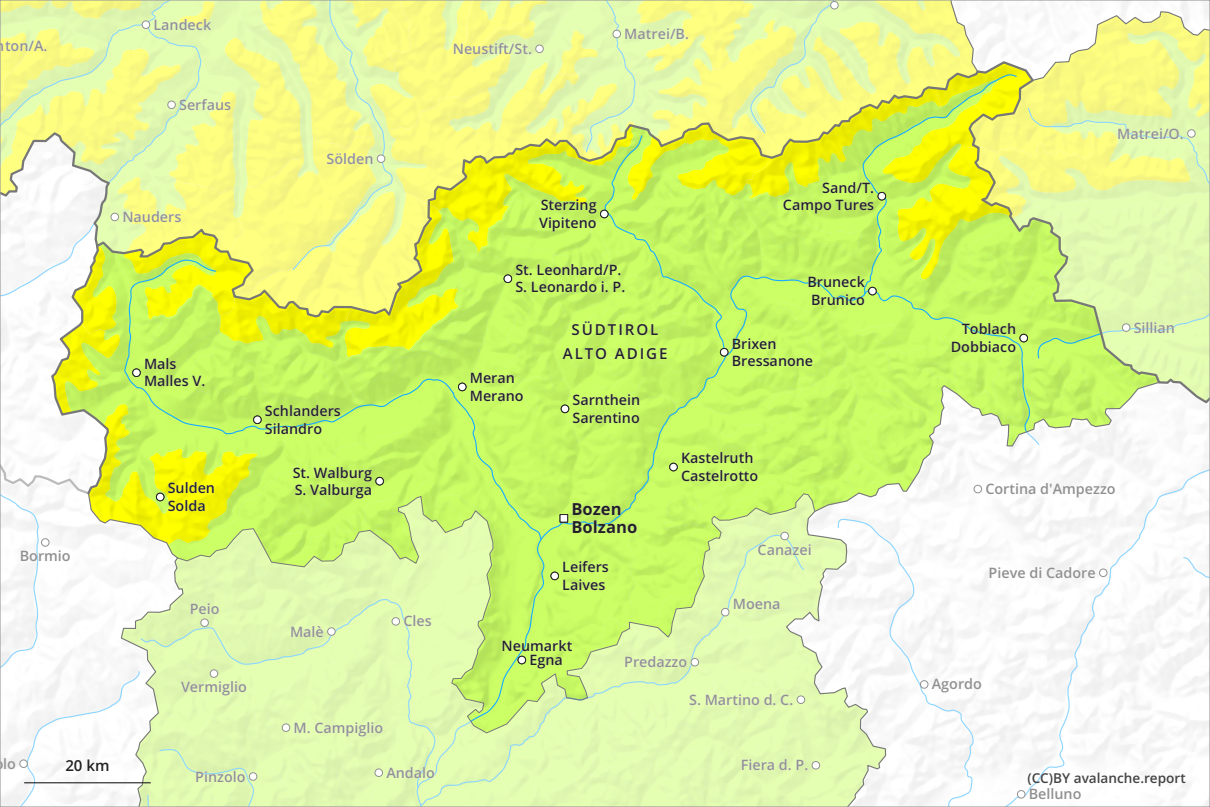 Landeck
nton/A.
Neustift/St.
Matrei/B.
Serfaus
Matrei/O.
Sölden
Nauders
Sand/T.
Campo Tures
Sterzing
Vipiteno
St. Leonhard/P.
S. Leonardo i. P.
Bruneck
Brunico
SÜDTIROL
ALTO ADIGE
Toblach
Dobbiaco
Sillian
Brixen
Bressanone
Mals
Malles V.
Meran
Merano
Schlanders
Silandro
Sarnthein
Sarentino
Kastelruth
Castelrotto
St. Walburg
S. Valburga
Sulden
Solda
Cortina d'Ampezzo
Bozen
Bolzano
Bormio
Canazei
Leifers
Laives
Pieve di Cadore
Peio
Moena
Cles
Malè
Neumarkt
Egna
Predazzo
Vermiglio
Agordo
S. Martino d. C.
M. Campiglio
20 km
lo
Pinzolo
Andalo
Fiera d. P.
(CC)BY avalanche.report
Belluno